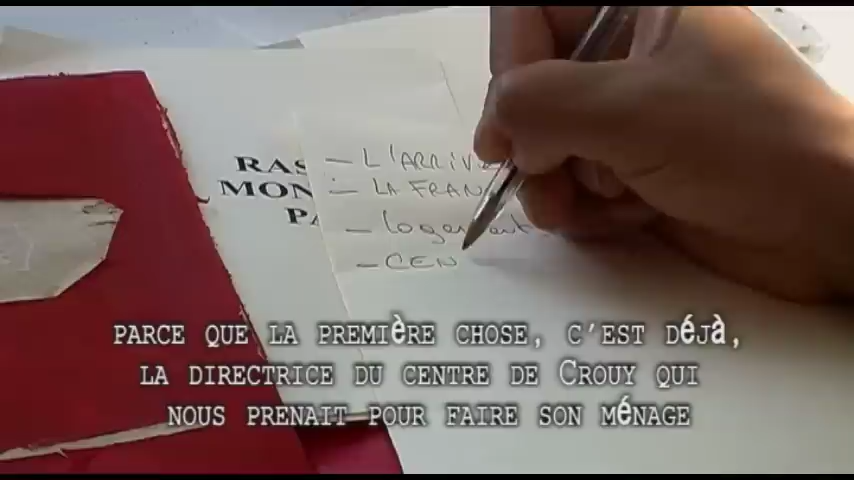 RAS
MON
PA
– L'ARRIV
– LA FRAN
– logement
– CEN
PARCE QUE LA PREMIèRE CHOSE, C'EST DéJà,
LA DIRECTRICE DU CENTRE DE CROUY QUI
NOUS PRENAIT POUR FAIRE SON MéNAGE